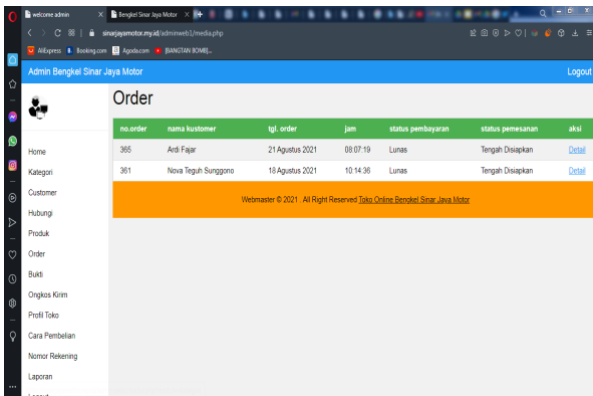 welcome admin
Bengkel Sinar Jaya Motor
sinarjayamotor.my.id/adminweb1/media.php
AliExpress Booking.com Agoda.com [BANGTAN BOMB]...
Admin Bengkel Sinar Jaya Motor Logout
Order
no.order nama kustomer tgl. order jam status pembayaran status pemesanan aksi
365 Ardi Fajar 21 Agustus 2021 08:07:19 Lunas Tengah Disiapkan Detail
361 Nova Teguh Sunggono 18 Agustus 2021 10:14:36 Lunas Tengah Disiapkan Detail
Webmaster © 2021 . All Right Reserved Toko Online Bengkel Sinar Jaya Motor
Home
Kategori
Customer
Hubungi
Produk
Order
Bukti
Ongkos Kirim
Profil Toko
Cara Pembelian
Nomor Rekening
Laporan
Logout